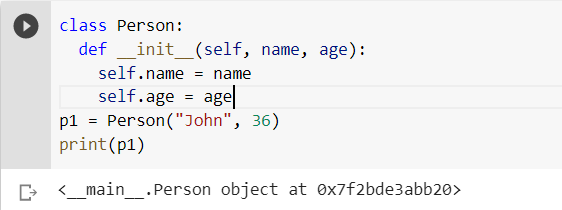 class Person:
  def __init__(self, name, age):
    self.name = name
    self.age = age
p1 = Person("John", 36)
print(p1)
<__main__.Person object at 0x7f2bde3abb20>